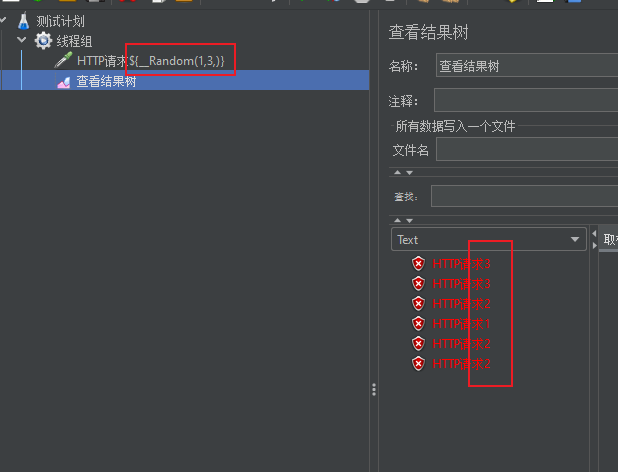 测试计划
线程组
HTTP请求${__Random(1,3,)}
查看结果树
查看结果树
名称: 查看结果树
注释:
所有数据写入一个文件
文件名
查找:
Text
HTTP请求3
HTTP请求3
HTTP请求2
HTTP请求1
HTTP请求2
HTTP请求2